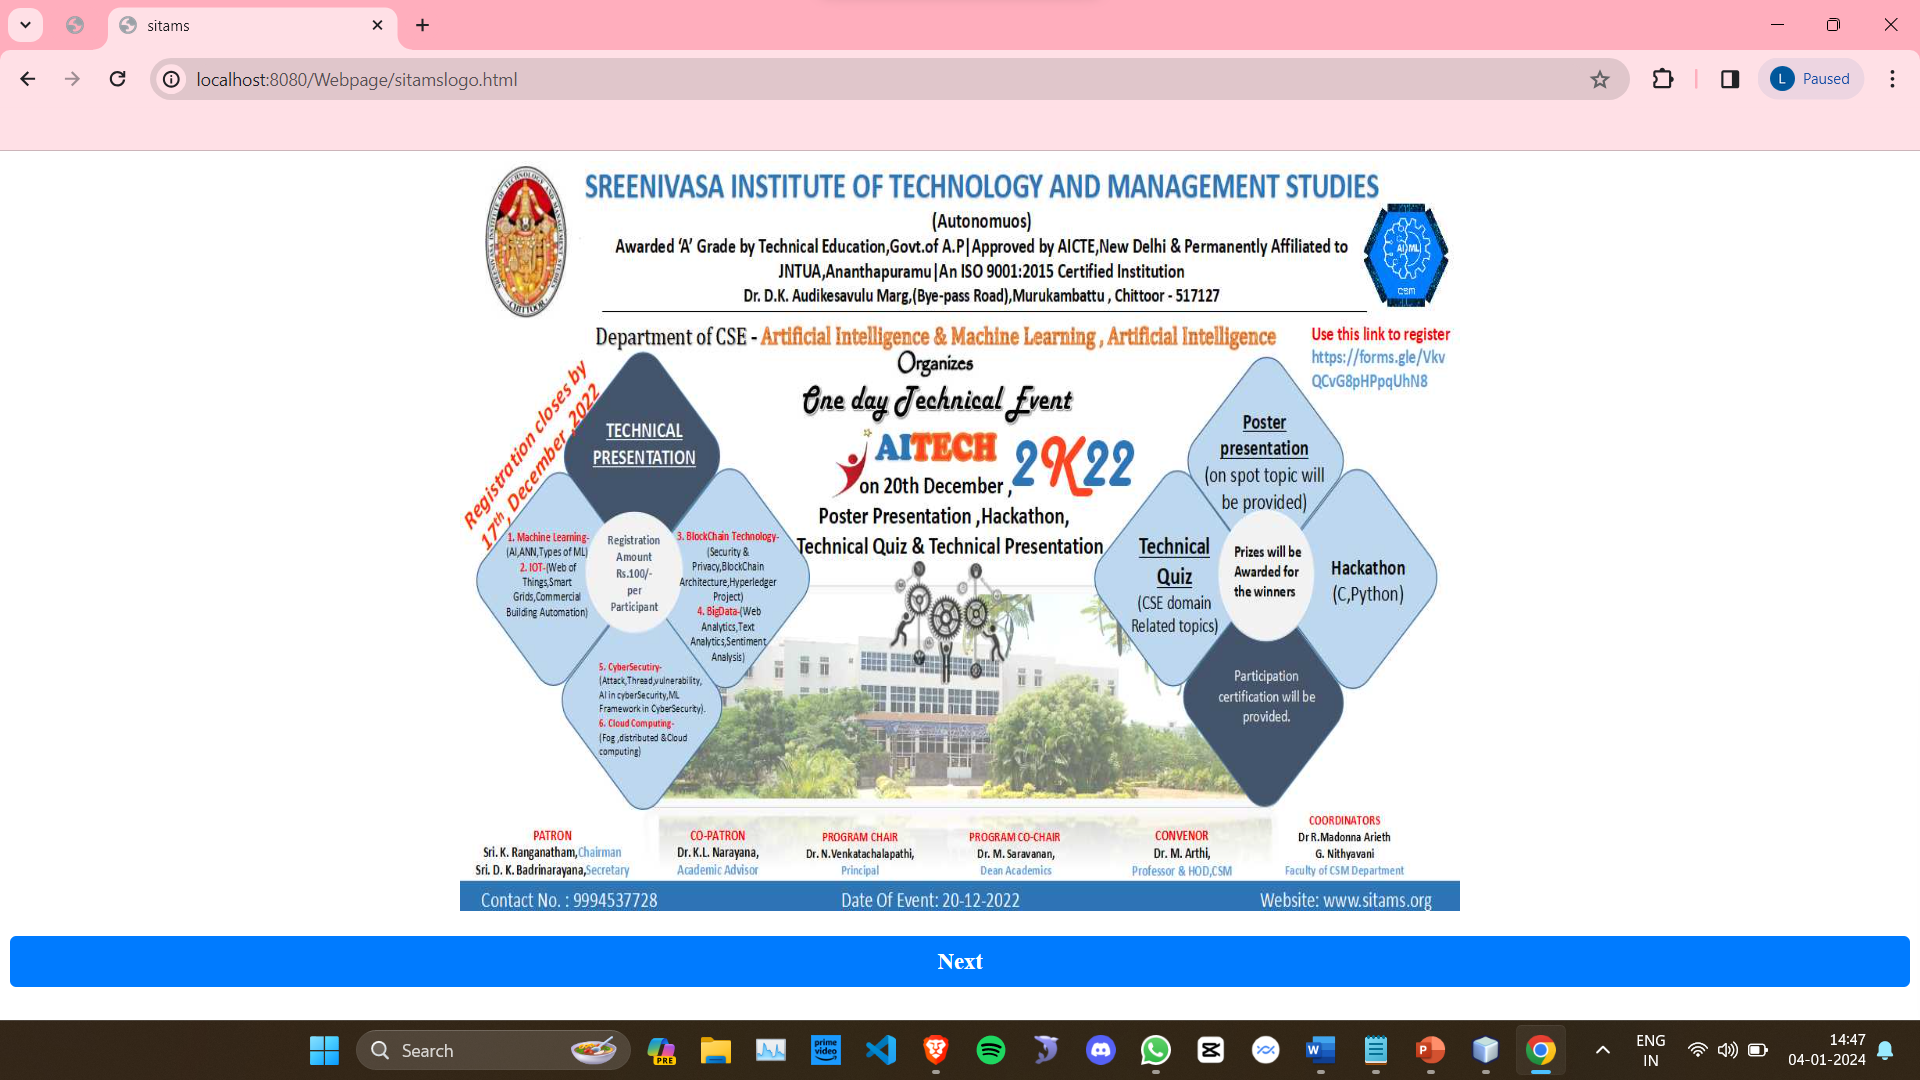 sitams
localhost:8080/Webpage/sitamslogo.html
L
Paused
SREENIVASA INSTITUTE OF TECHNOLOGY AND MANAGEMENT STUDIES
(Autonomuos)
Awarded ‘A’ Grade by Technical Education,Govt.of A.P|Approved by AICTE,New Delhi & Permanently Affiliated to
JNTUA,Ananthapuramu|An ISO 9001:2015 Certified Institution
Dr. D.K. Audikesavulu Marg,(Bye-pass Road),Murukambattu , Chittoor - 517127
CHITTOOR
AI ML
CSM
Department of CSE - Artificial Intelligence & Machine Learning , Artificial Intelligence
Organizes
One day Technical Event
AITECH 2K22
on 20th December ,
Poster Presentation ,Hackathon,
Technical Quiz & Technical Presentation
Use this link to register
https://forms.gle/Vkv
QCvG8pHPpqUhN8
Registration closes by
17th, December ,2022
TECHNICAL
PRESENTATION
1. Machine Learning-
(AI,ANN,Types of ML)
2. IOT-(Web of
Things,Smart
Grids,Commercial
Building Automation)
Registration
Amount
Rs.100/-
per
Participant
3. BlockChain Technology-
(Security &
Privacy,BlockChain
Architecture,Hyperledger
Project)
4. BigData-(Web
Analytics,Text
Analytics,Sentiment
Analysis)
5. CyberSecutiry-
(Attack,Thread,vulnerability,
AI in cyberSecurity,ML
Framework in CyberSecurity).
6. Cloud Computing-
(Fog ,distributed &Cloud
computing)
Poster
presentation
(on spot topic will
be provided)
Technical
Quiz
(CSE domain
Related topics)
Prizes will be
Awarded for
the winners
Hackathon
(C,Python)
Participation
certification will be
provided.
PATRON
Sri. K. Ranganatham,Chairman
Sri. D. K. Badrinarayana,Secretary
CO-PATRON
Dr. K.L. Narayana,
Academic Advisor
PROGRAM CHAIR
Dr. N.Venkatachalapathi,
Principal
PROGRAM CO-CHAIR
Dr. M. Saravanan,
Dean Academics
CONVENOR
Dr. M. Arthi,
Professor & HOD,CSM
COORDINATORS
Dr R.Madonna Arieth
G. Nithyavani
Faculty of CSM Department
Contact No. : 9994537728
Date Of Event: 20-12-2022
Website: www.sitams.org
Next
Search
PRE
prime
video
W
P
ENG
IN
14:47
04-01-2024